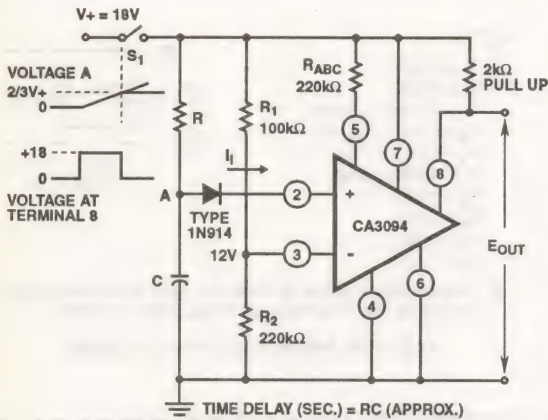 V+ = 18V
S1
VOLTAGE A
2/3V+
0
+18
0
VOLTAGE AT
TERMINAL 8
R
R1
100kΩ
RABC
220kΩ
2kΩ
PULL UP
5
7
8
II
A
TYPE
1N914
2
+
CA3094
12V
3
-
EOUT
C
4
6
R2
220kΩ
TIME DELAY (SEC.) = RC (APPROX.)